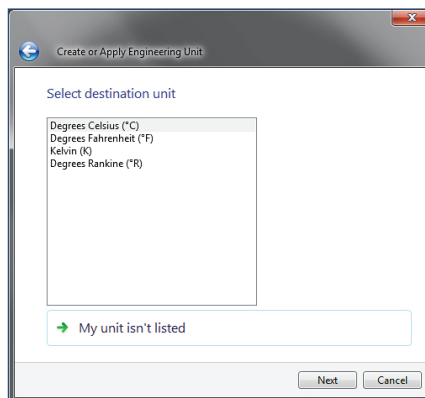 Create or Apply Engineering Unit
Select destination unit
Degrees Celsius (°C)
Degrees Fahrenheit (°F)
Kelvin (K)
Degrees Rankine (°R)
My unit isn't listed
Next Cancel